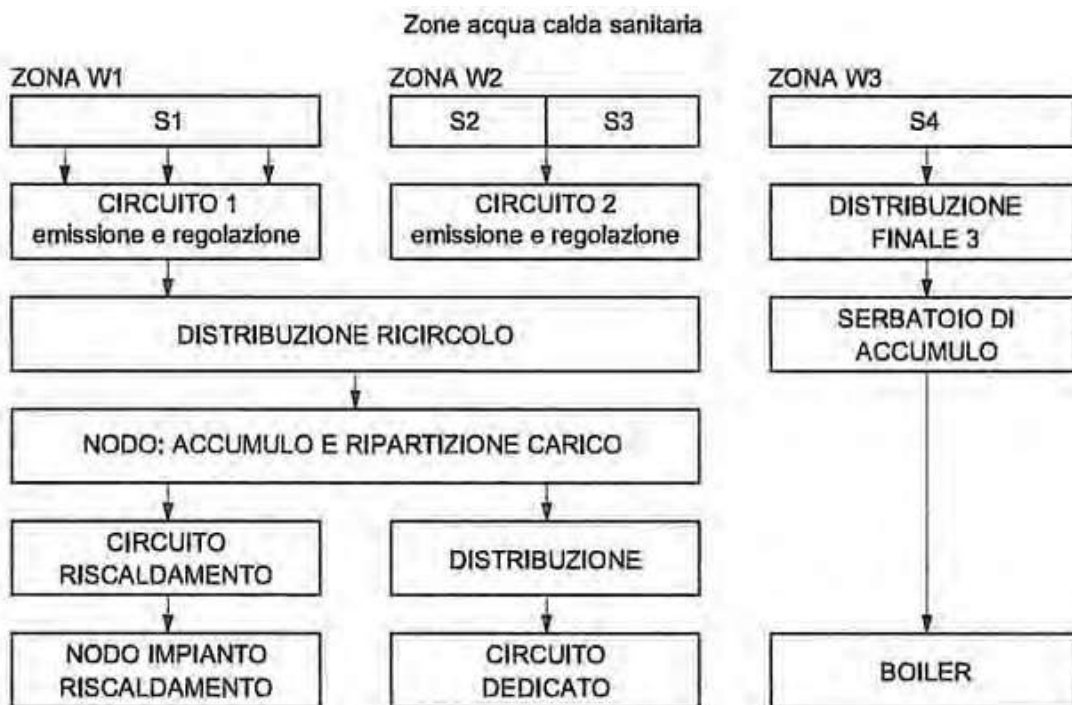 Zone acqua calda sanitaria
ZONA W1
ZONA W2
ZONA W3
S1
S2
S3
S4
CIRCUITO 1
emissione e regolazione
CIRCUITO 2
emissione e regolazione
DISTRIBUZIONE
FINALE 3
DISTRIBUZIONE RICIRCOLO
SERBATOIO DI
ACCUMULO
NODO: ACCUMULO E RIPARTIZIONE CARICO
CIRCUITO
RISCALDAMENTO
DISTRIBUZIONE
NODO IMPIANTO
RISCALDAMENTO
CIRCUITO
DEDICATO
BOILER